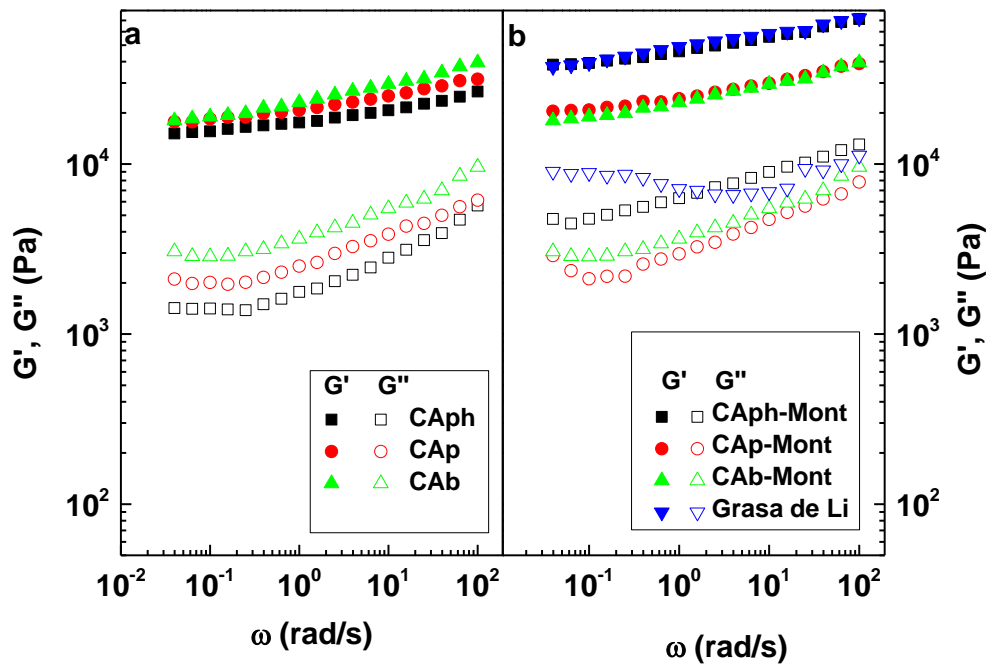 a
b
10^4
10^3
10^2
10^4
10^3
10^2
G', G'' (Pa)
G', G'' (Pa)
G' G''
CAph
CAp
CAb
G' G''
CAph-Mont
CAp-Mont
CAb-Mont
Grasa de Li
10^-2 10^-1 10^0 10^1 10^2
10^-1 10^0 10^1 10^2
ω (rad/s)
ω (rad/s)